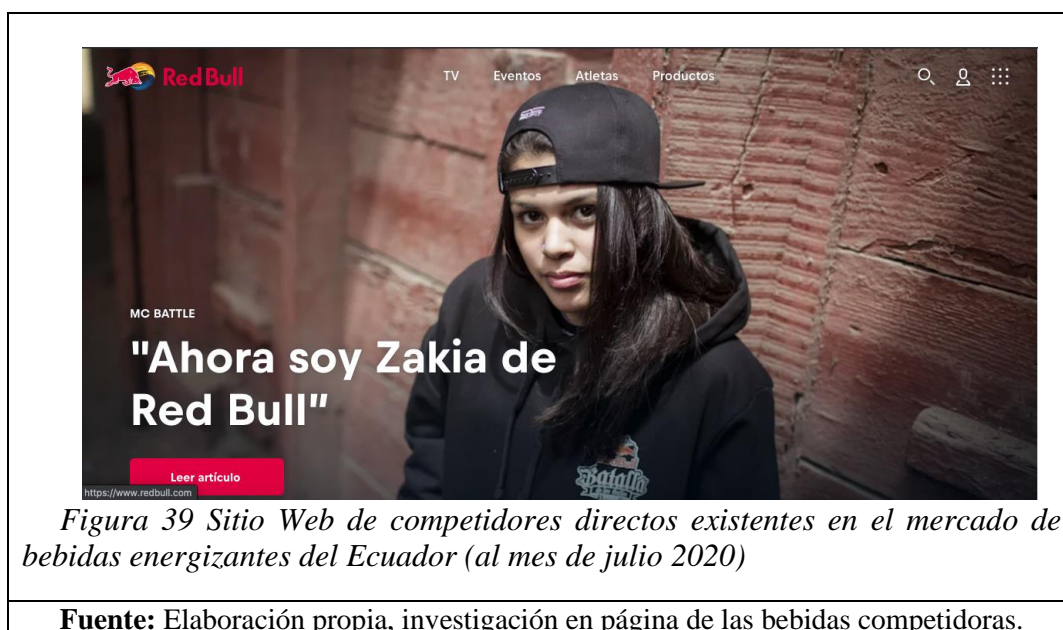 Red Bull
TV Eventos Atletas Productos
MC BATTLE
"Ahora soy Zakia de
Red Bull"
Leer artículo
https://www.redbull.com
Batalla
Figura 39 Sitio Web de competidores directos existentes en el mercado de
bebidas energizantes del Ecuador (al mes de julio 2020)
Fuente: Elaboración propia, investigación en página de las bebidas competidoras.